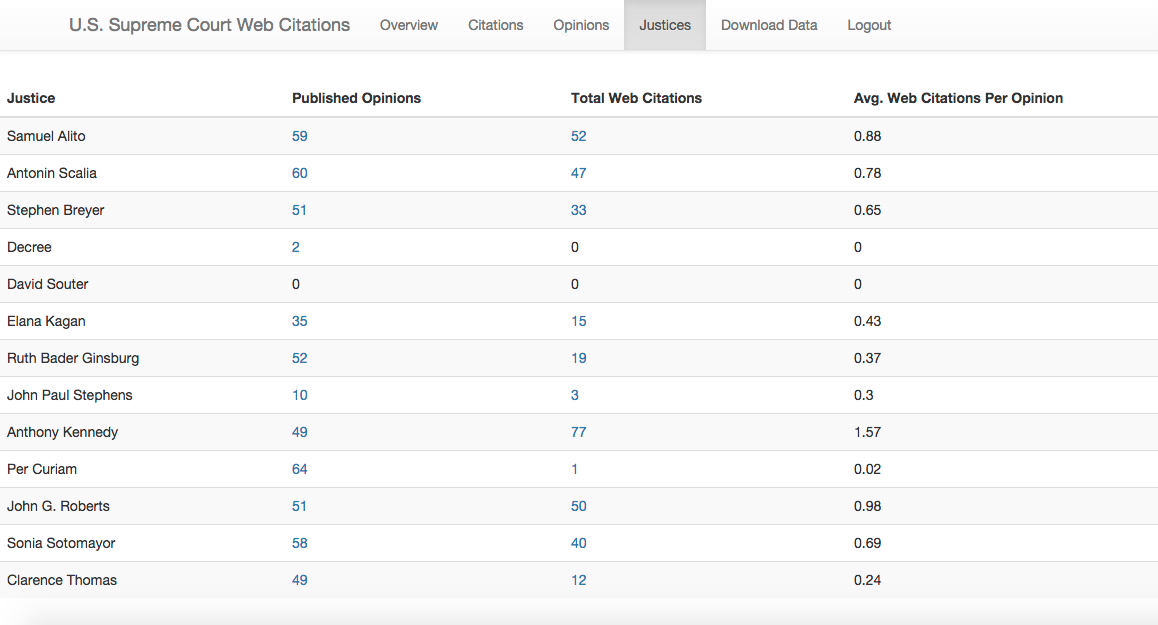 U.S. Supreme Court Web Citations Overview Citations Opinions Justices Download Data Logout
Justice Published Opinions Total Web Citations Avg. Web Citations Per Opinion
Samuel Alito 59 52 0.88
Antonin Scalia 60 47 0.78
Stephen Breyer 51 33 0.65
Decree 2 0 0
David Souter 0 0 0
Elana Kagan 35 15 0.43
Ruth Bader Ginsburg 52 19 0.37
John Paul Stephens 10 3 0.3
Anthony Kennedy 49 77 1.57
Per Curiam 64 1 0.02
John G. Roberts 51 50 0.98
Sonia Sotomayor 58 40 0.69
Clarence Thomas 49 12 0.24